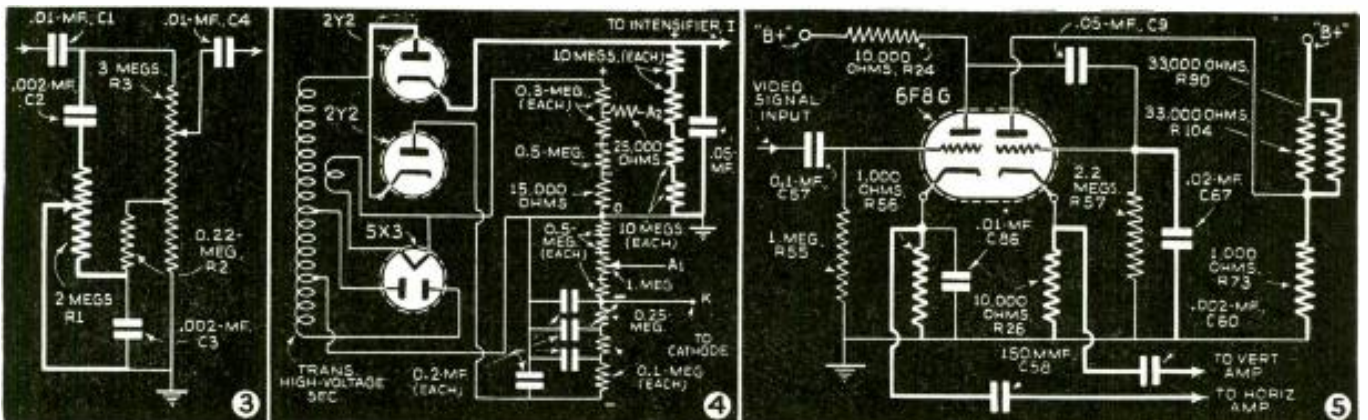 .01-MF, C1
.01-MF, C4
3 MEGS
R3
.002-MF.
C2
0.22-
MEG.
R2
2 MEGS
R1
.002-MF.
C3
3
2Y2
2Y2
5X3
TRANS.
HIGH-VOLTAGE
SEC
TO INTENSIFIER, I
10 MEGS, (EACH)
+
0.3-MEG.
(EACH)
A2
25,000
OHMS
0.5-MEG.
15,000
OHMS
.05-
MF.
0
0.5-
MEG.
(EACH)
10 MEGS
(EACH)
A1
1 MEG.
K
0.25
MEG.
TO
CATHODE
0.2-MF.
(EACH)
0.1-MEG
(EACH)
-
4
"B+"
10,000
OHMS, R24
.05-MF, C9
"B+"
33,000 OHMS,
R90
33,000 OHMS,
R104
6F8G
VIDEO
SIGNAL
INPUT
0.1-MF,
C57
1,000
OHMS
R56
2.2
MEGS.
R57
.02-MF,
C67
1 MEG.
R55
.01-MF
C86
1,000
OHMS
R73
10,000
OHMS
R26
.002-MF,
C60
150 MMF.
C58
TO VERT
AMP
TO HORIZ
AMP
5